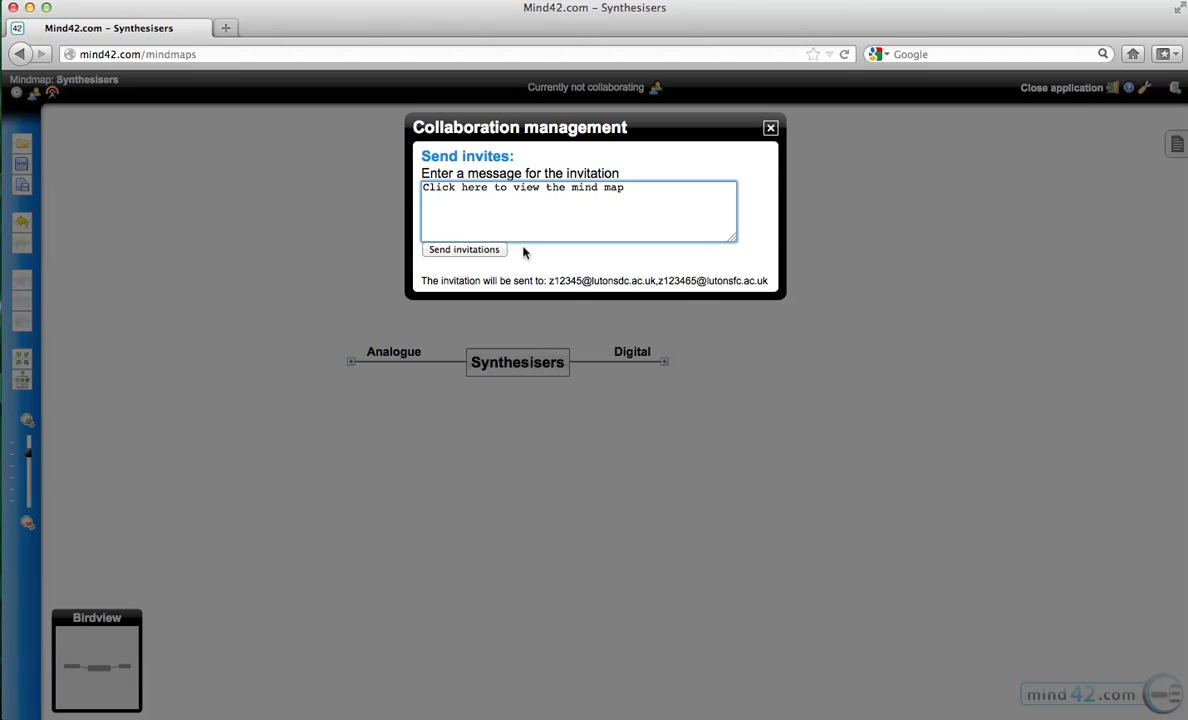 Mind42.com – Synthesisers
42 Mind42.com – Synthesisers
mind42.com/mindmaps
Google
Mindmap: Synthesisers
Currently not collaborating
Close application
Collaboration management
Send invites:
Enter a message for the invitation
Click here to view the mind map
Send invitations
The invitation will be sent to: z12345@lutonsdc.ac.uk,z123465@lutonsfc.ac.uk
Analogue
Synthesisers
Digital
Birdview
mind42.com